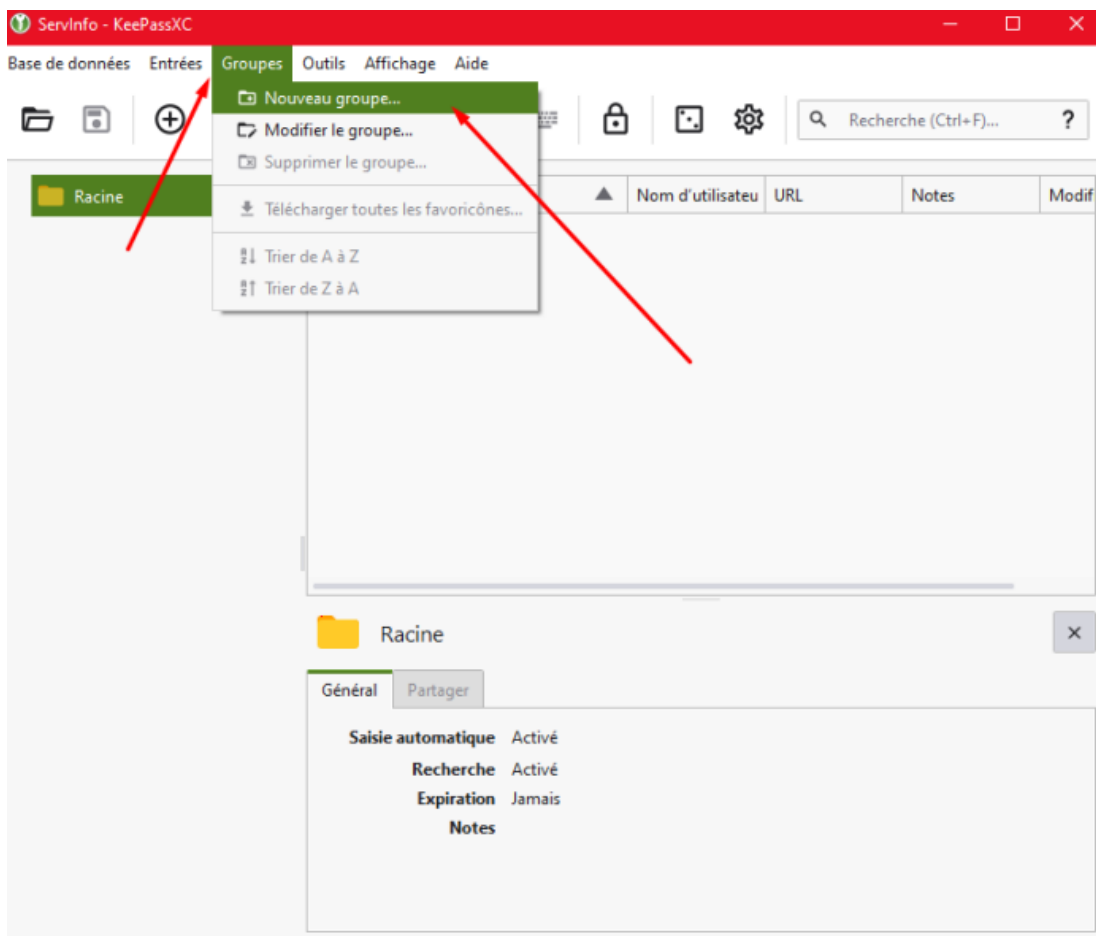 ServInfo - KeePassXC
Base de données Entrées Groupes Outils Affichage Aide
Nouveau groupe...
Modifier le groupe...
Supprimer le groupe...
Télécharger toutes les favoricônes...
Trier de A à Z
Trier de Z à A
Recherche (Ctrl+F)... ?
Racine
Nom d'utilisateu URL Notes Modif
Racine
Général Partager
Saisie automatique Activé
Recherche Activé
Expiration Jamais
Notes